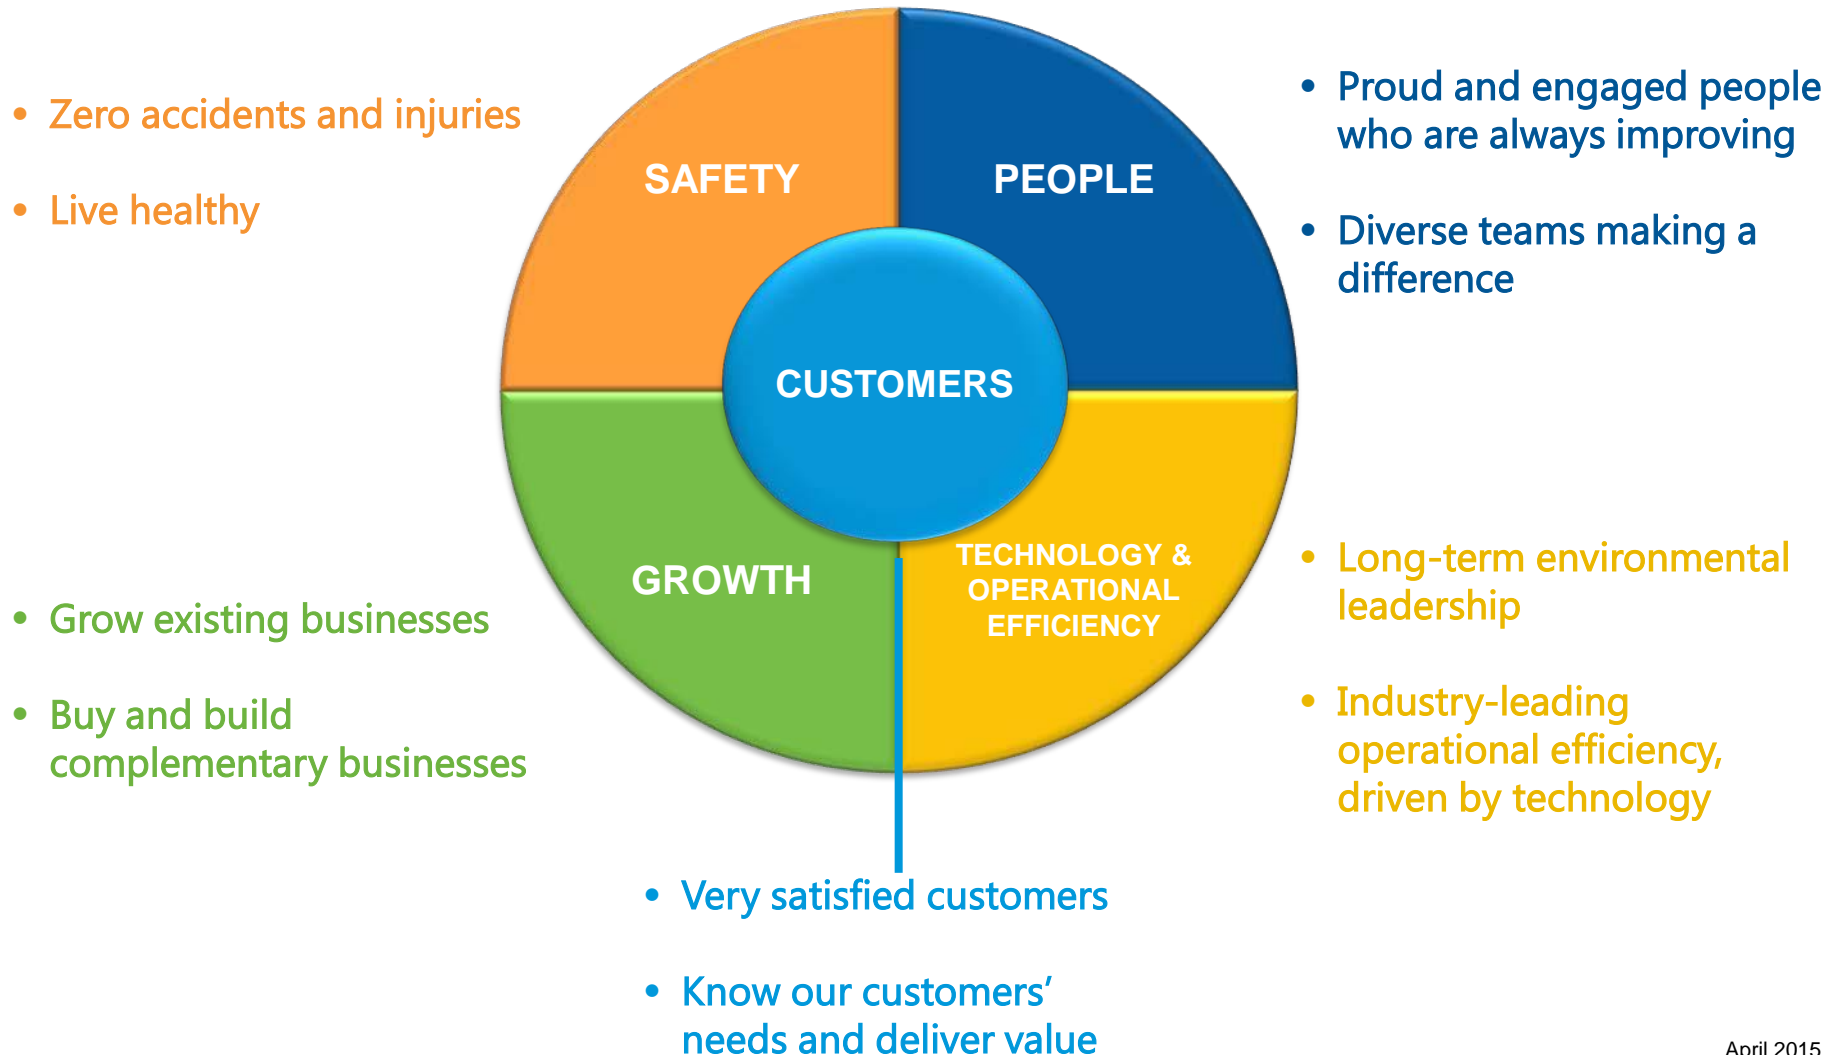 • Zero accidents and injuries
• Live healthy
SAFETY
PEOPLE
• Proud and engaged people
who are always improving
• Diverse teams making a
difference
CUSTOMERS
GROWTH
TECHNOLOGY &
OPERATIONAL
EFFICIENCY
• Grow existing businesses
• Buy and build
complementary businesses
• Long-term environmental
leadership
• Industry-leading
operational efficiency,
driven by technology
• Very satisfied customers
• Know our customers’
needs and deliver value
April 2015